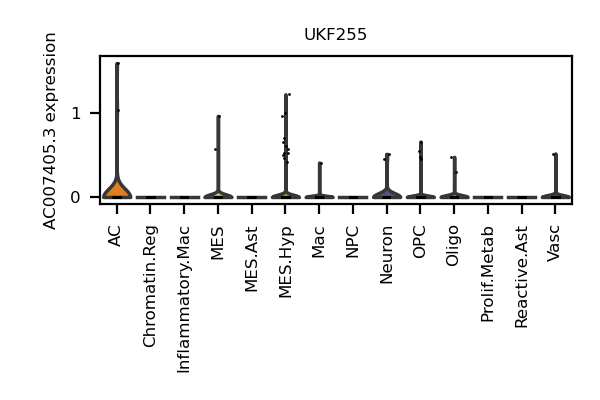 UKF255
AC007405.3 expression
1
0
AC
Chromatin.Reg
Inflammatory.Mac
MES
MES.Ast
MES.Hyp
Mac
NPC
Neuron
OPC
Oligo
Prolif.Metab
Reactive.Ast
Vasc